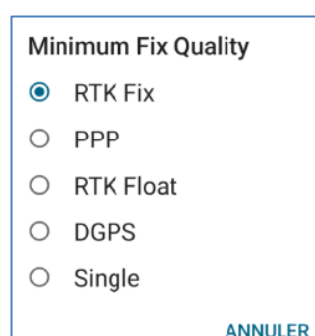 Minimum Fix Quality
RTK Fix
PPP
RTK Float
DGPS
Single
ANNULER